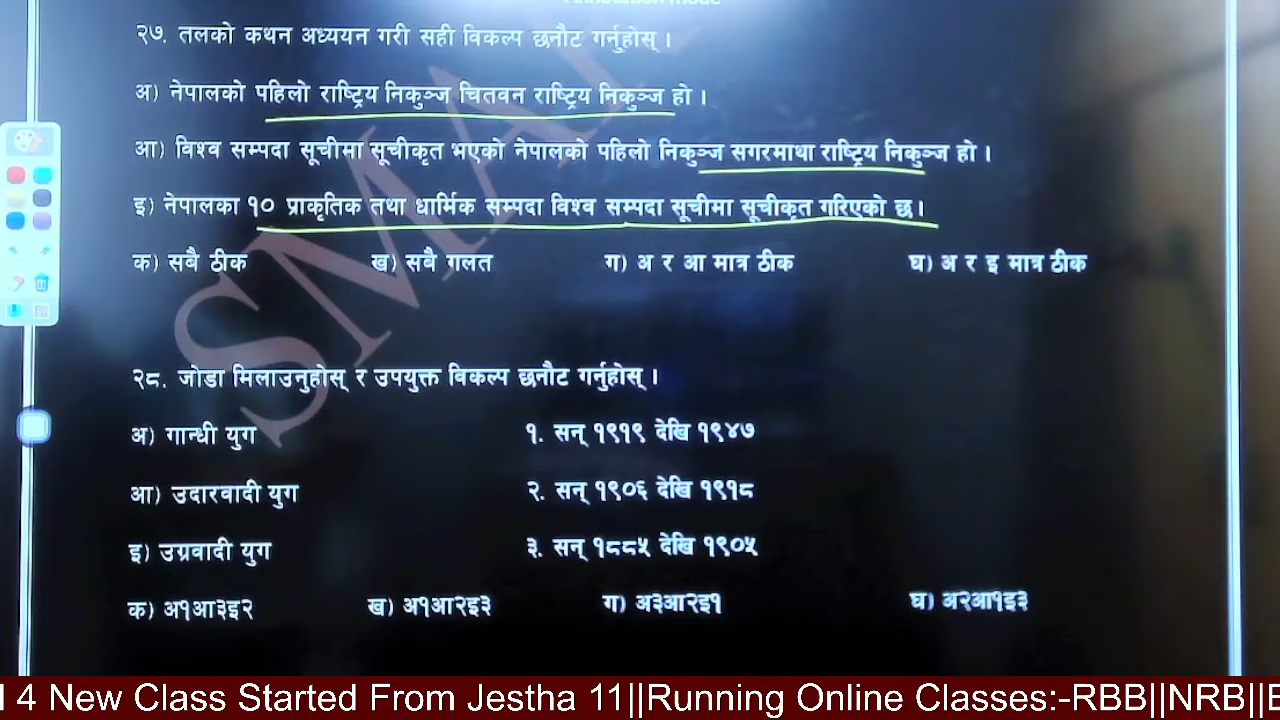 Annotation mode
२७. तलको कथन अध्ययन गरी सही विकल्प छनौट गर्नुहोस् ।
अ) नेपालको पहिलो राष्ट्रिय निकुञ्ज चितवन राष्ट्रिय निकुञ्ज हो ।
आ) विश्व सम्पदा सूचीमा सूचीकृत भएको नेपालको पहिलो निकुञ्ज सगरमाथा राष्ट्रिय निकुञ्ज हो ।
इ) नेपालका १० प्राकृतिक तथा धार्मिक सम्पदा विश्व सम्पदा सूचीमा सूचीकृत गरिएको छ।
क) सबै ठीक ख) सबै गलत ग) अ र आ मात्र ठीक घ) अ र इ मात्र ठीक
२८. जोडा मिलाउनुहोस् र उपयुक्त विकल्प छनौट गर्नुहोस् ।
अ) गान्धी युग १. सन् १९१९ देखि १९४७
आ) उदारवादी युग २. सन् १९०६ देखि १९१८
इ) उग्रवादी युग ३. सन् १८८५ देखि १९०५
क) अ१आ३इ२ ख) अ१आ२इ३ ग) अ३आ२इ१ घ) अ२आ१इ३
4 New Class Started From Jestha 11||Running Online Classes:-RBB||NRB||